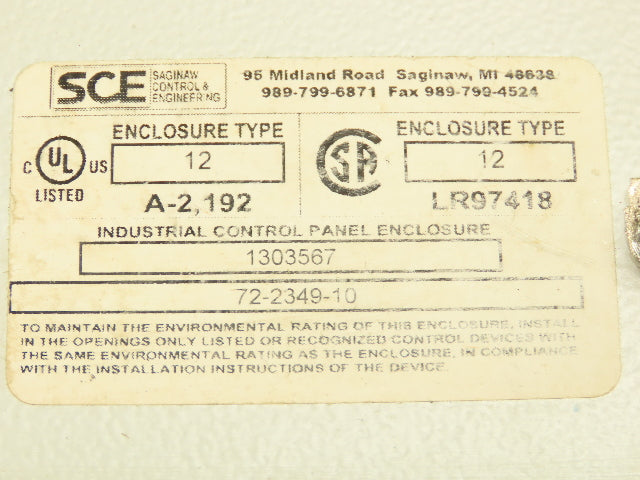 SCE SAGINAW CONTROL & ENGINEERING
95 Midland Road Saginaw, MI 48638
989-799-6871 Fax 989-799-4524
ENCLOSURE TYPE
12
C UL US
LISTED
A-2,192
CSA
ENCLOSURE TYPE
12
LR97418
INDUSTRIAL CONTROL PANEL ENCLOSURE
1303567
72-2349-10
TO MAINTAIN THE ENVIRONMENTAL RATING OF THIS ENCLOSURE, INSTALL
IN THE OPENINGS ONLY LISTED OR RECOGNIZED CONTROL DEVICES WITH
THE SAME ENVIRONMENTAL RATING AS THE ENCLOSURE, IN COMPLIANCE
WITH THE INSTALLATION INSTRUCTIONS OF THE DEVICE.